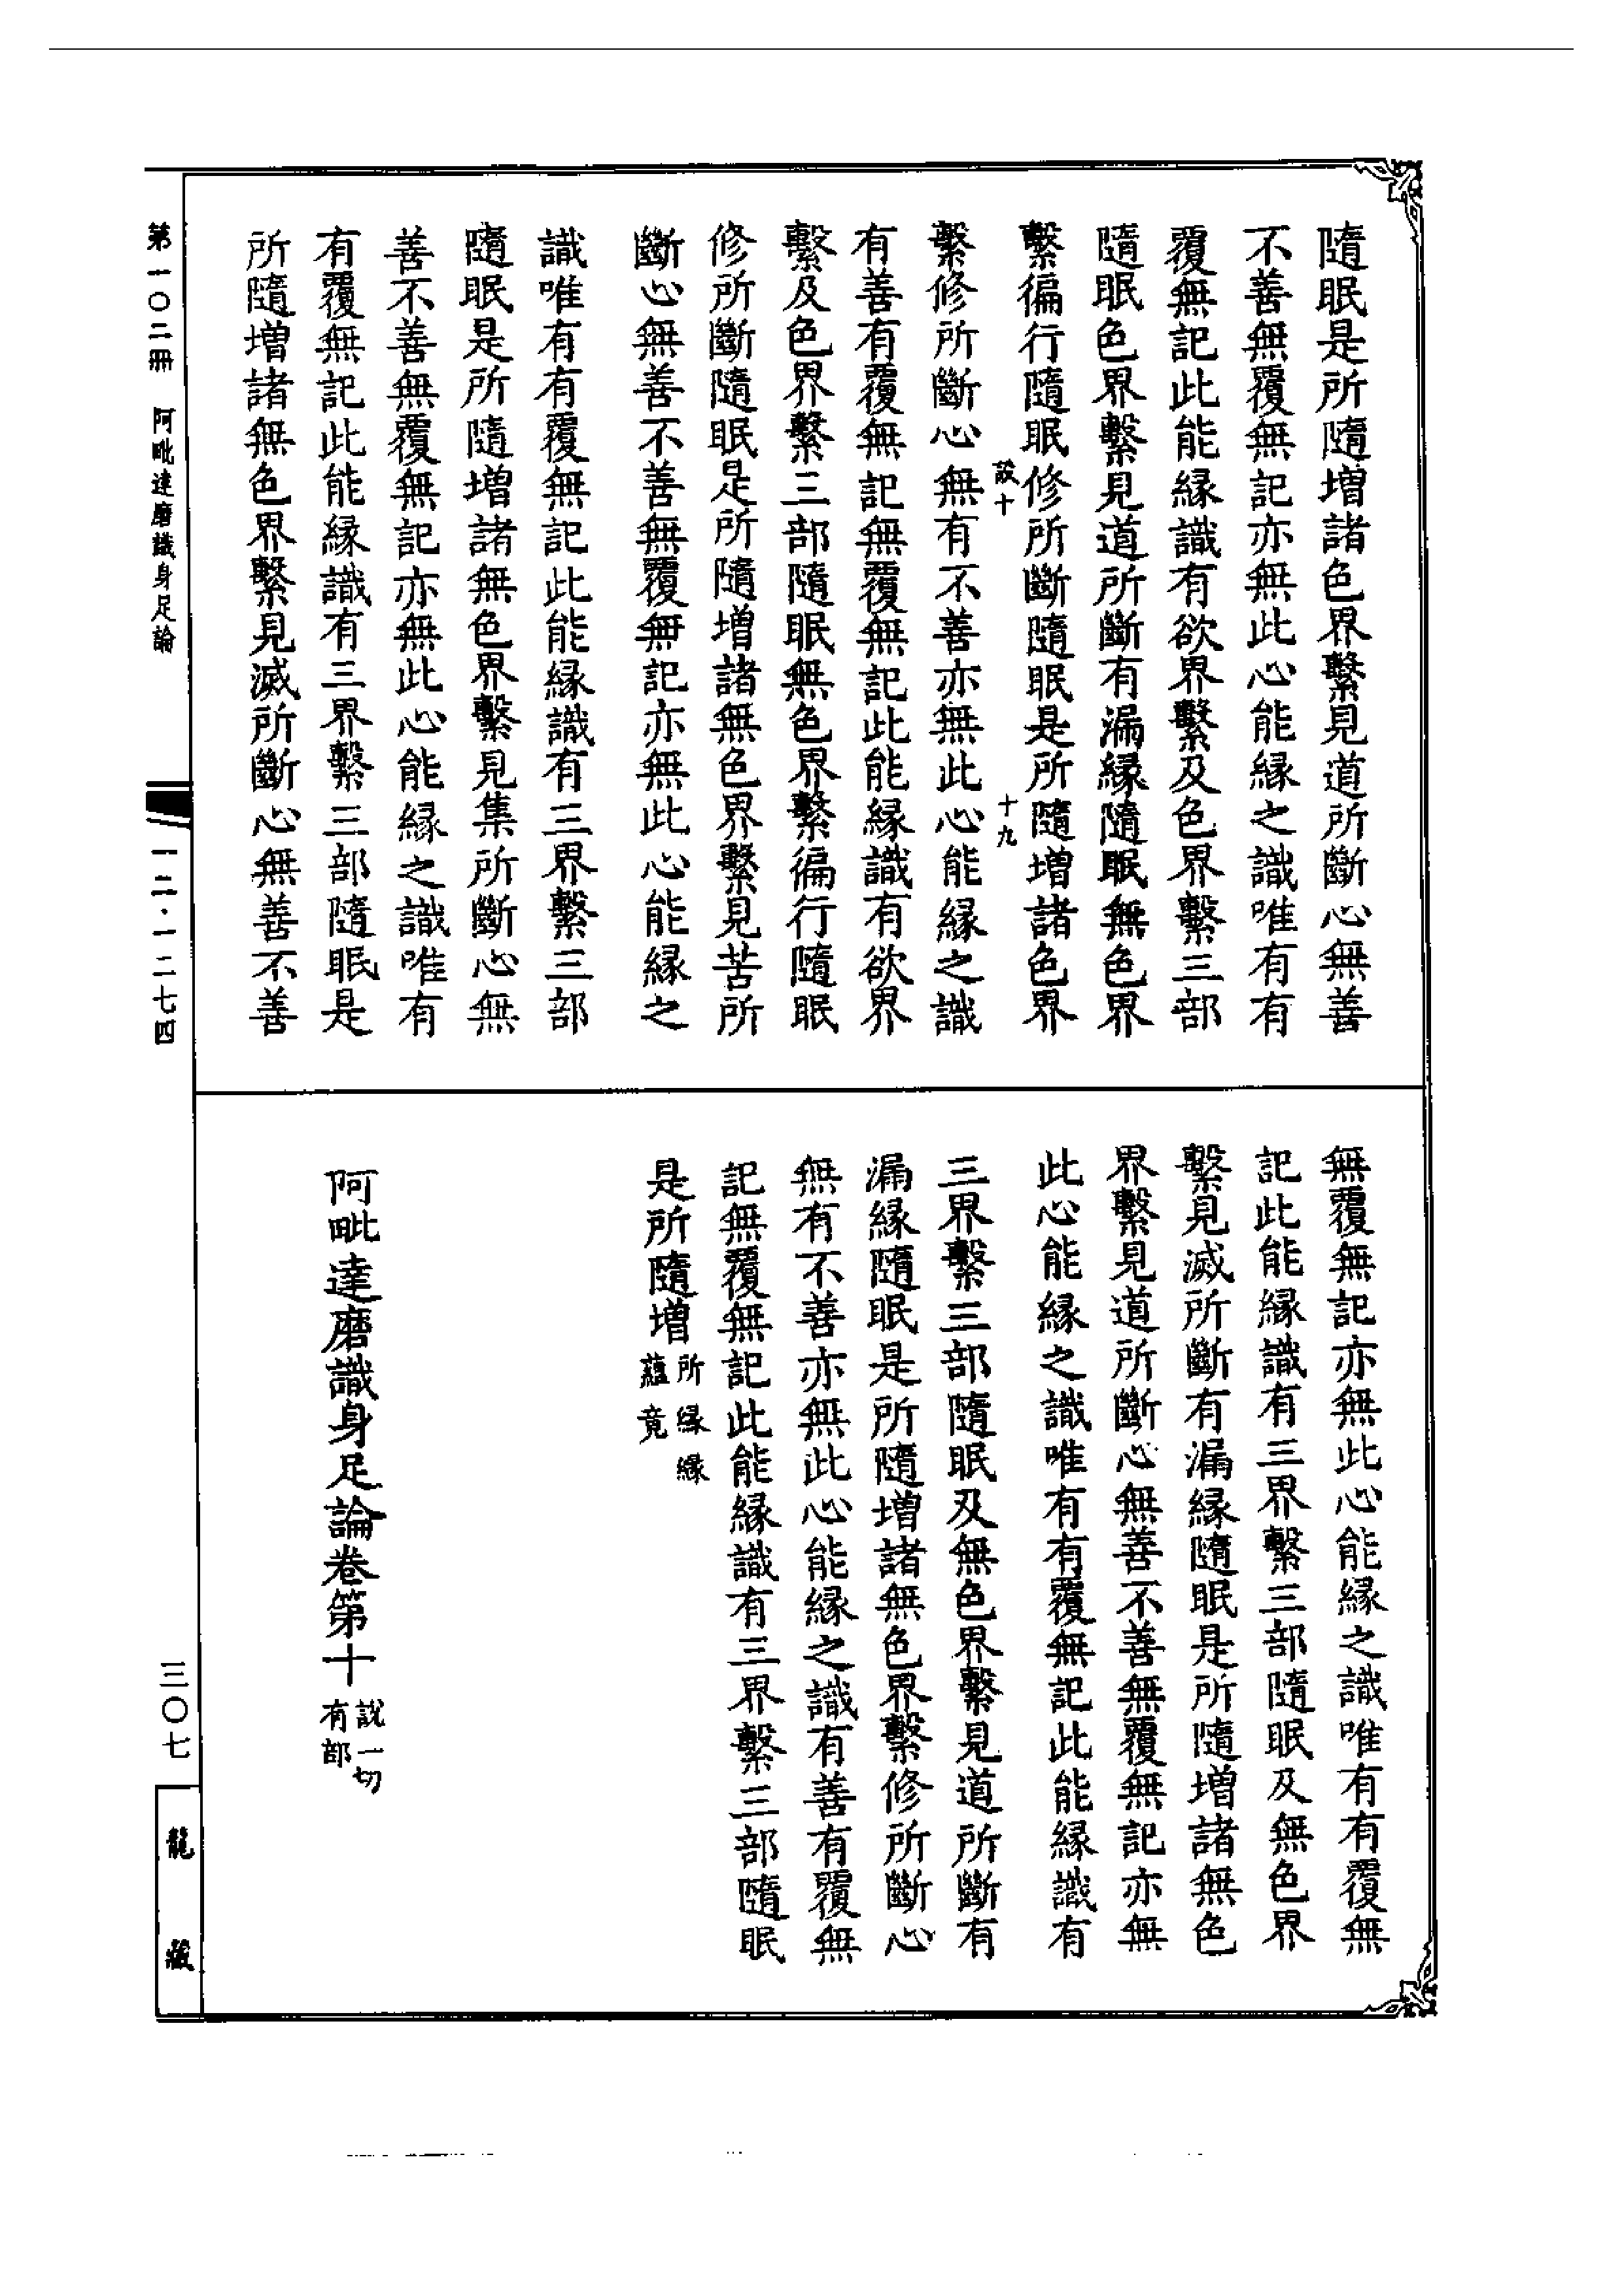 隨眠是所隨增諸色界繫見道所斷心無善
不善無覆無記亦無此心能緣之識唯有有
覆無記此能緣識有欲界繫及色界繫三部
隨眠色界繫見道所斷有漏緣隨眠無色界
繫徧行隨眠修所斷隨眠是所隨增諸色界
設十
十九
繫修所斷心無有不善亦無此心能緣之識
有善有覆無記無覆無記此能緣識有欲界
繫及色界繫三部隨眠無色界繫徧行隨眠
修所斷隨眠是所隨增諸無色界繫見苦所
斷心無善不善無覆無記亦無此心能緣之
識唯有有覆無記此能緣識有三界繫三部
隨眠是所隨增諸無色界繫見集所斷心無
善不善無覆無記亦無此心能緣之識唯有
有覆無記此能緣識有三界繫三部隨眠是
所隨增諸無色界繫見滅所斷心無善不善
無覆無記亦無此心能緣之識唯有有覆無
記此能緣識有三界繫三部隨眠及無色界
繫見滅所斷有漏緣隨眠是所隨增諸無色
界繫見道所斷心無善不善無覆無記亦無
此心能緣之識唯有有覆無記此能緣識有
三界繫三部隨眠及無色界繫見道所斷有
漏緣隨眠是所隨增諸無色界繫修所斷心
無有不善亦無此心能緣之識有善有覆無
記無覆無記此能緣識有三界繫三部隨眠
是所隨增
所緣緣
蘊竟
阿毗達磨識身足論卷第十
說一切
有部
第一〇二冊 阿毗達磨識身足論
一二·一二七四
三〇七
龍藏